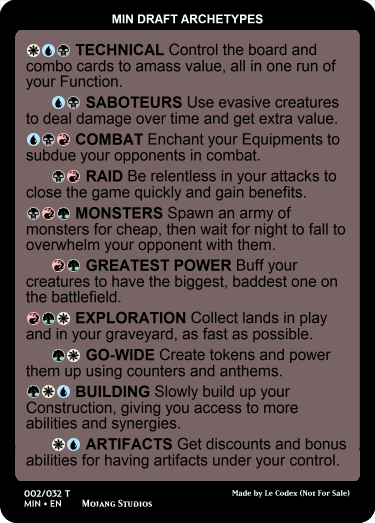 MIN DRAFT ARCHETYPES
TECHNICAL Control the board and
combo cards to amass value, all in one run of
your Function.
SABOTEURS Use evasive creatures
to deal damage over time and get extra value.
COMBAT Enchant your Equipments to
subdue your opponents in combat.
RAID Be relentless in your attacks to
close the game quickly and gain benefits.
MONSTERS Spawn an army of
monsters for cheap, then wait for night to fall to
overwhelm your opponent with them.
GREATEST POWER Buff your
creatures to have the biggest, baddest one on
the battlefield.
EXPLORATION Collect lands in play
and in your graveyard, as fast as possible.
GO-WIDE Create tokens and power
them up using counters and anthems.
BUILDING Slowly build up your
Construction, giving you access to more
abilities and synergies.
ARTIFACTS Get discounts and bonus
abilities for having artifacts under your control.
002/032 T
Made by Le Codex (Not For Sale)
MIN • EN Mojang Studios